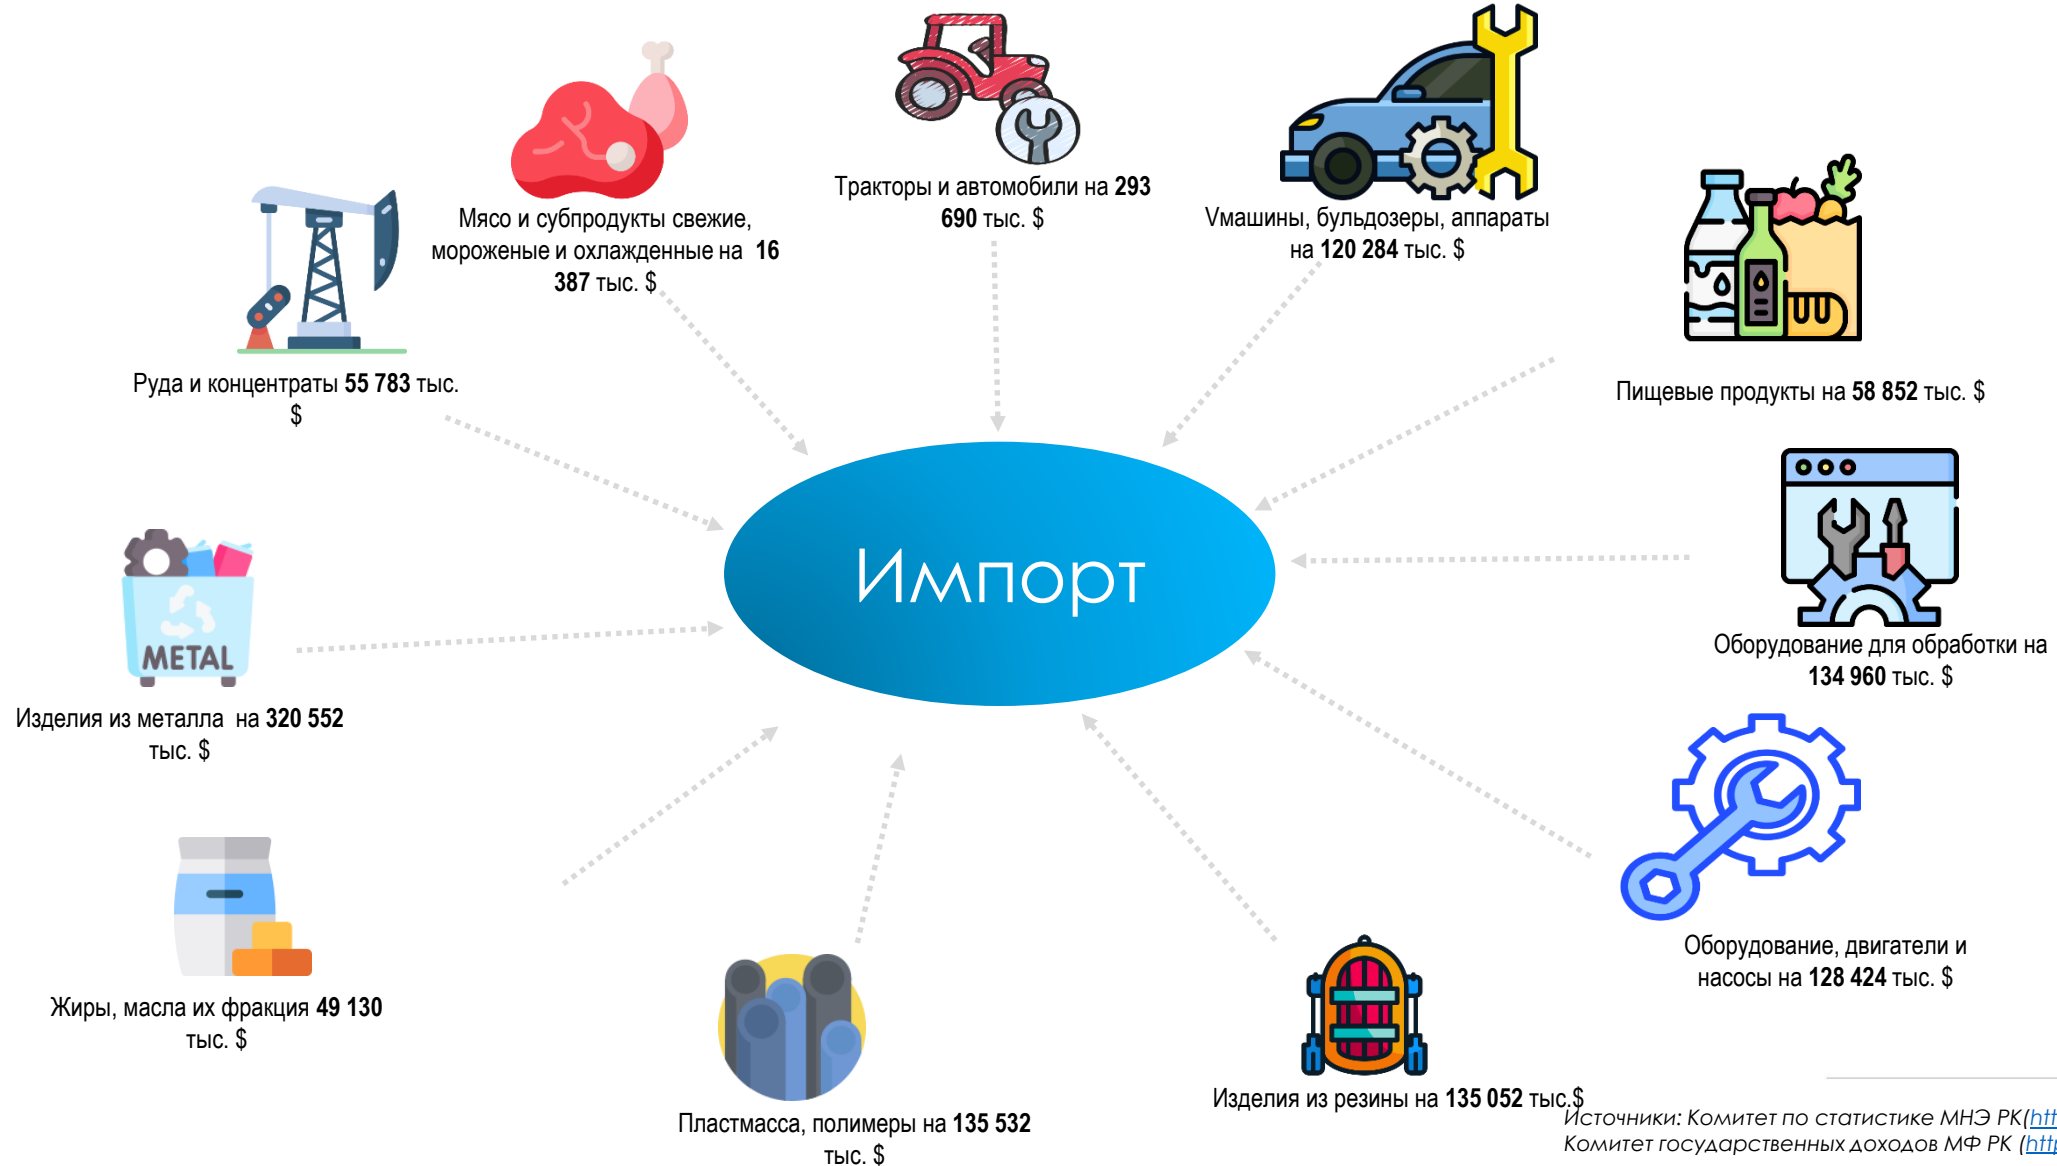 Тракторы и автомобили на 293
690 тыс. $
Мясо и субпродукты свежие,
мороженые и охлажденные на 16
387 тыс. $
Vмашины, бульдозеры, аппараты
на 120 284 тыс. $
Руда и концентраты 55 783 тыс.
$
Пищевые продукты на 58 852 тыс. $
Импорт
METAL
Оборудование для обработки на
134 960 тыс. $
Изделия из металла на 320 552
тыс. $
Оборудование, двигатели и
насосы на 128 424 тыс. $
Жиры, масла их фракция 49 130
тыс. $
Изделия из резины на 135 052 тыс.$
Пластмасса, полимеры на 135 532
тыс. $
Источники: Комитет по статистике МНЭ РК(htt
Комитет государственных доходов МФ РК (http